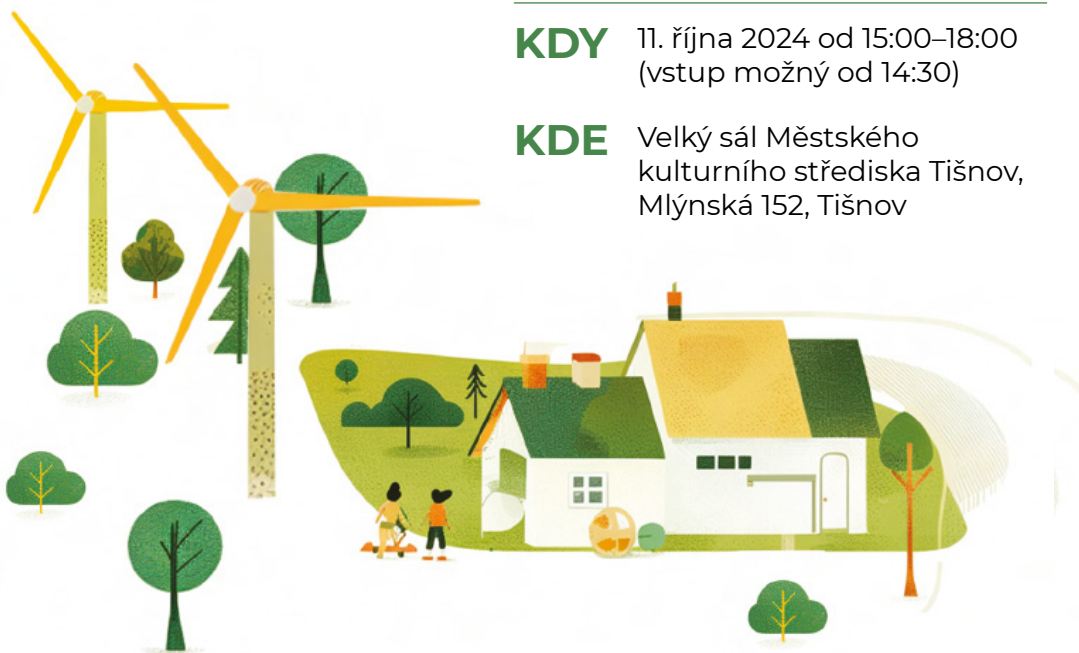 KDY 11. října 2024 od 15:00–18:00
(vstup možný od 14:30)
KDE Velký sál Městského
kulturního střediska Tišnov,
Mlýnská 152, Tišnov